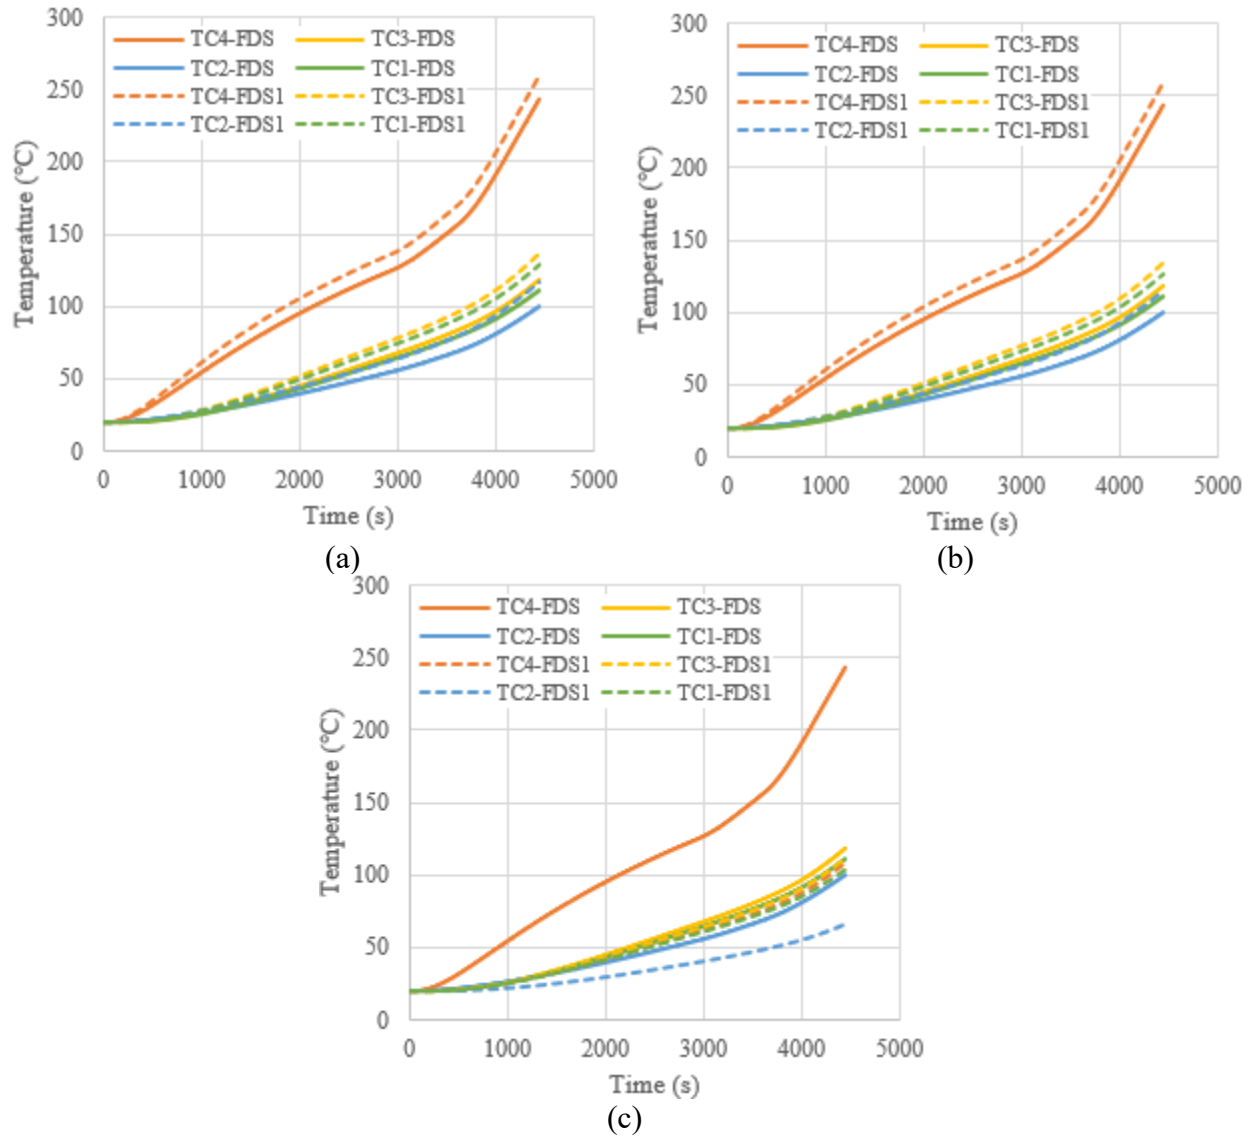 300
250
200
150
100
50
0
Temperature (°C)
TC4-FDS TC3-FDS
TC2-FDS TC1-FDS
TC4-FDS1 TC3-FDS1
TC2-FDS1 TC1-FDS1
0 1000 2000 3000 4000 5000
Time (s)
(a)
300
250
200
150
100
50
0
Temperature (°C)
TC4-FDS TC3-FDS
TC2-FDS TC1-FDS
TC4-FDS1 TC3-FDS1
TC2-FDS1 TC1-FDS1
0 1000 2000 3000 4000 5000
Time (s)
(b)
300
250
200
150
100
50
0
Temperature (°C)
TC4-FDS TC3-FDS
TC2-FDS TC1-FDS
TC4-FDS1 TC3-FDS1
TC2-FDS1 TC1-FDS1
0 1000 2000 3000 4000 5000
Time (s)
(c)